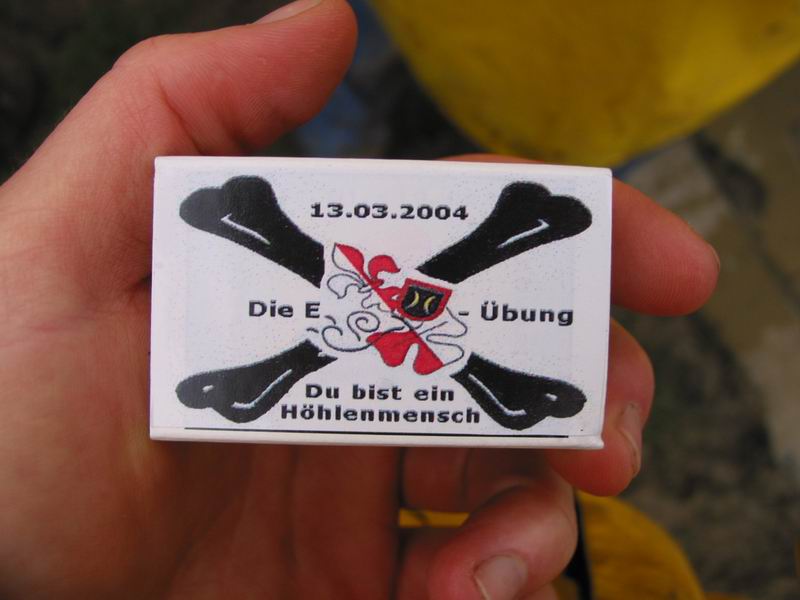 13.03.2004
Die E - Übung
Du bist ein
Höhlenmensch